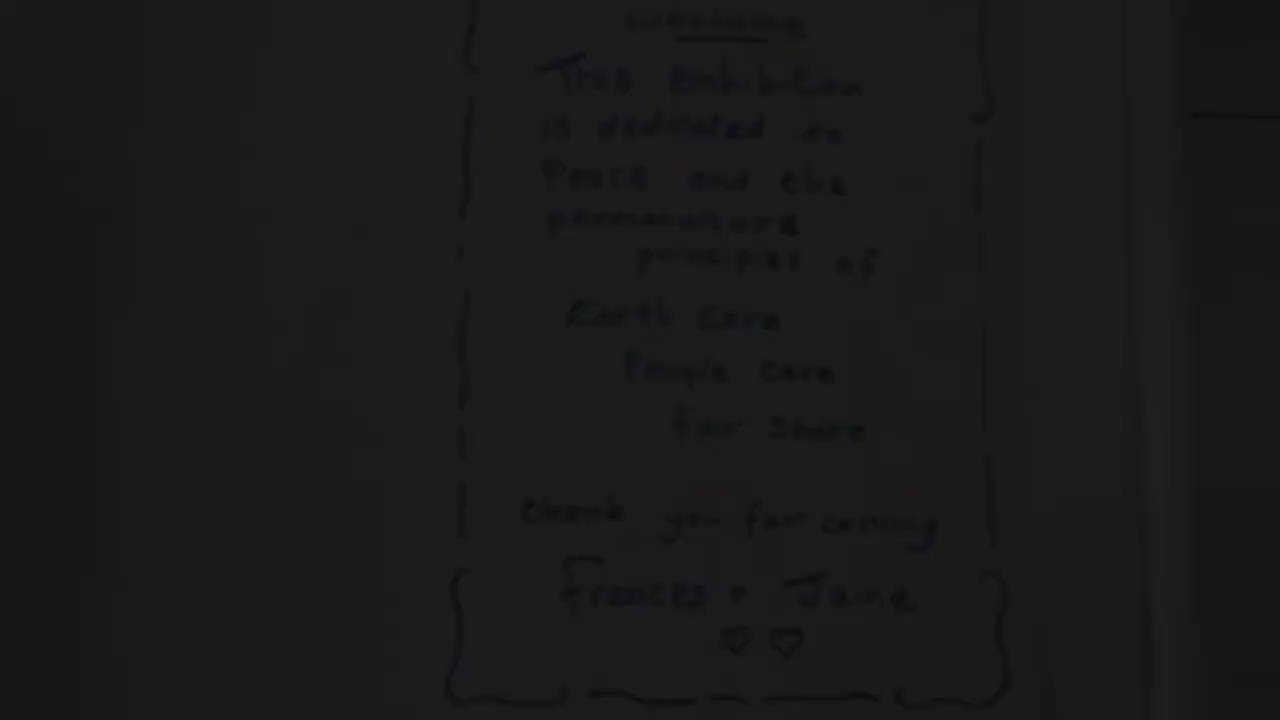 This exhibition
is dedicated to
Peace and the
permaculture
principles of
Earth care
People care
fair share
thank you for coming
Frances + Jane